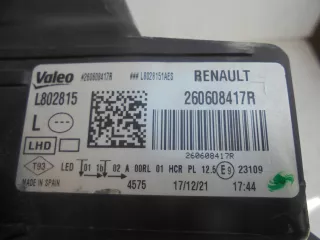 Valeo #260608417R ### L8028151AES RENAULT
L802815 260608417R
L
LHD
260608417R
T93 LED 01 1b 02 A 00RL 01 HCR PL 12.5 E9 23109
MADE IN SPAIN 4575 17/12/21 17:44